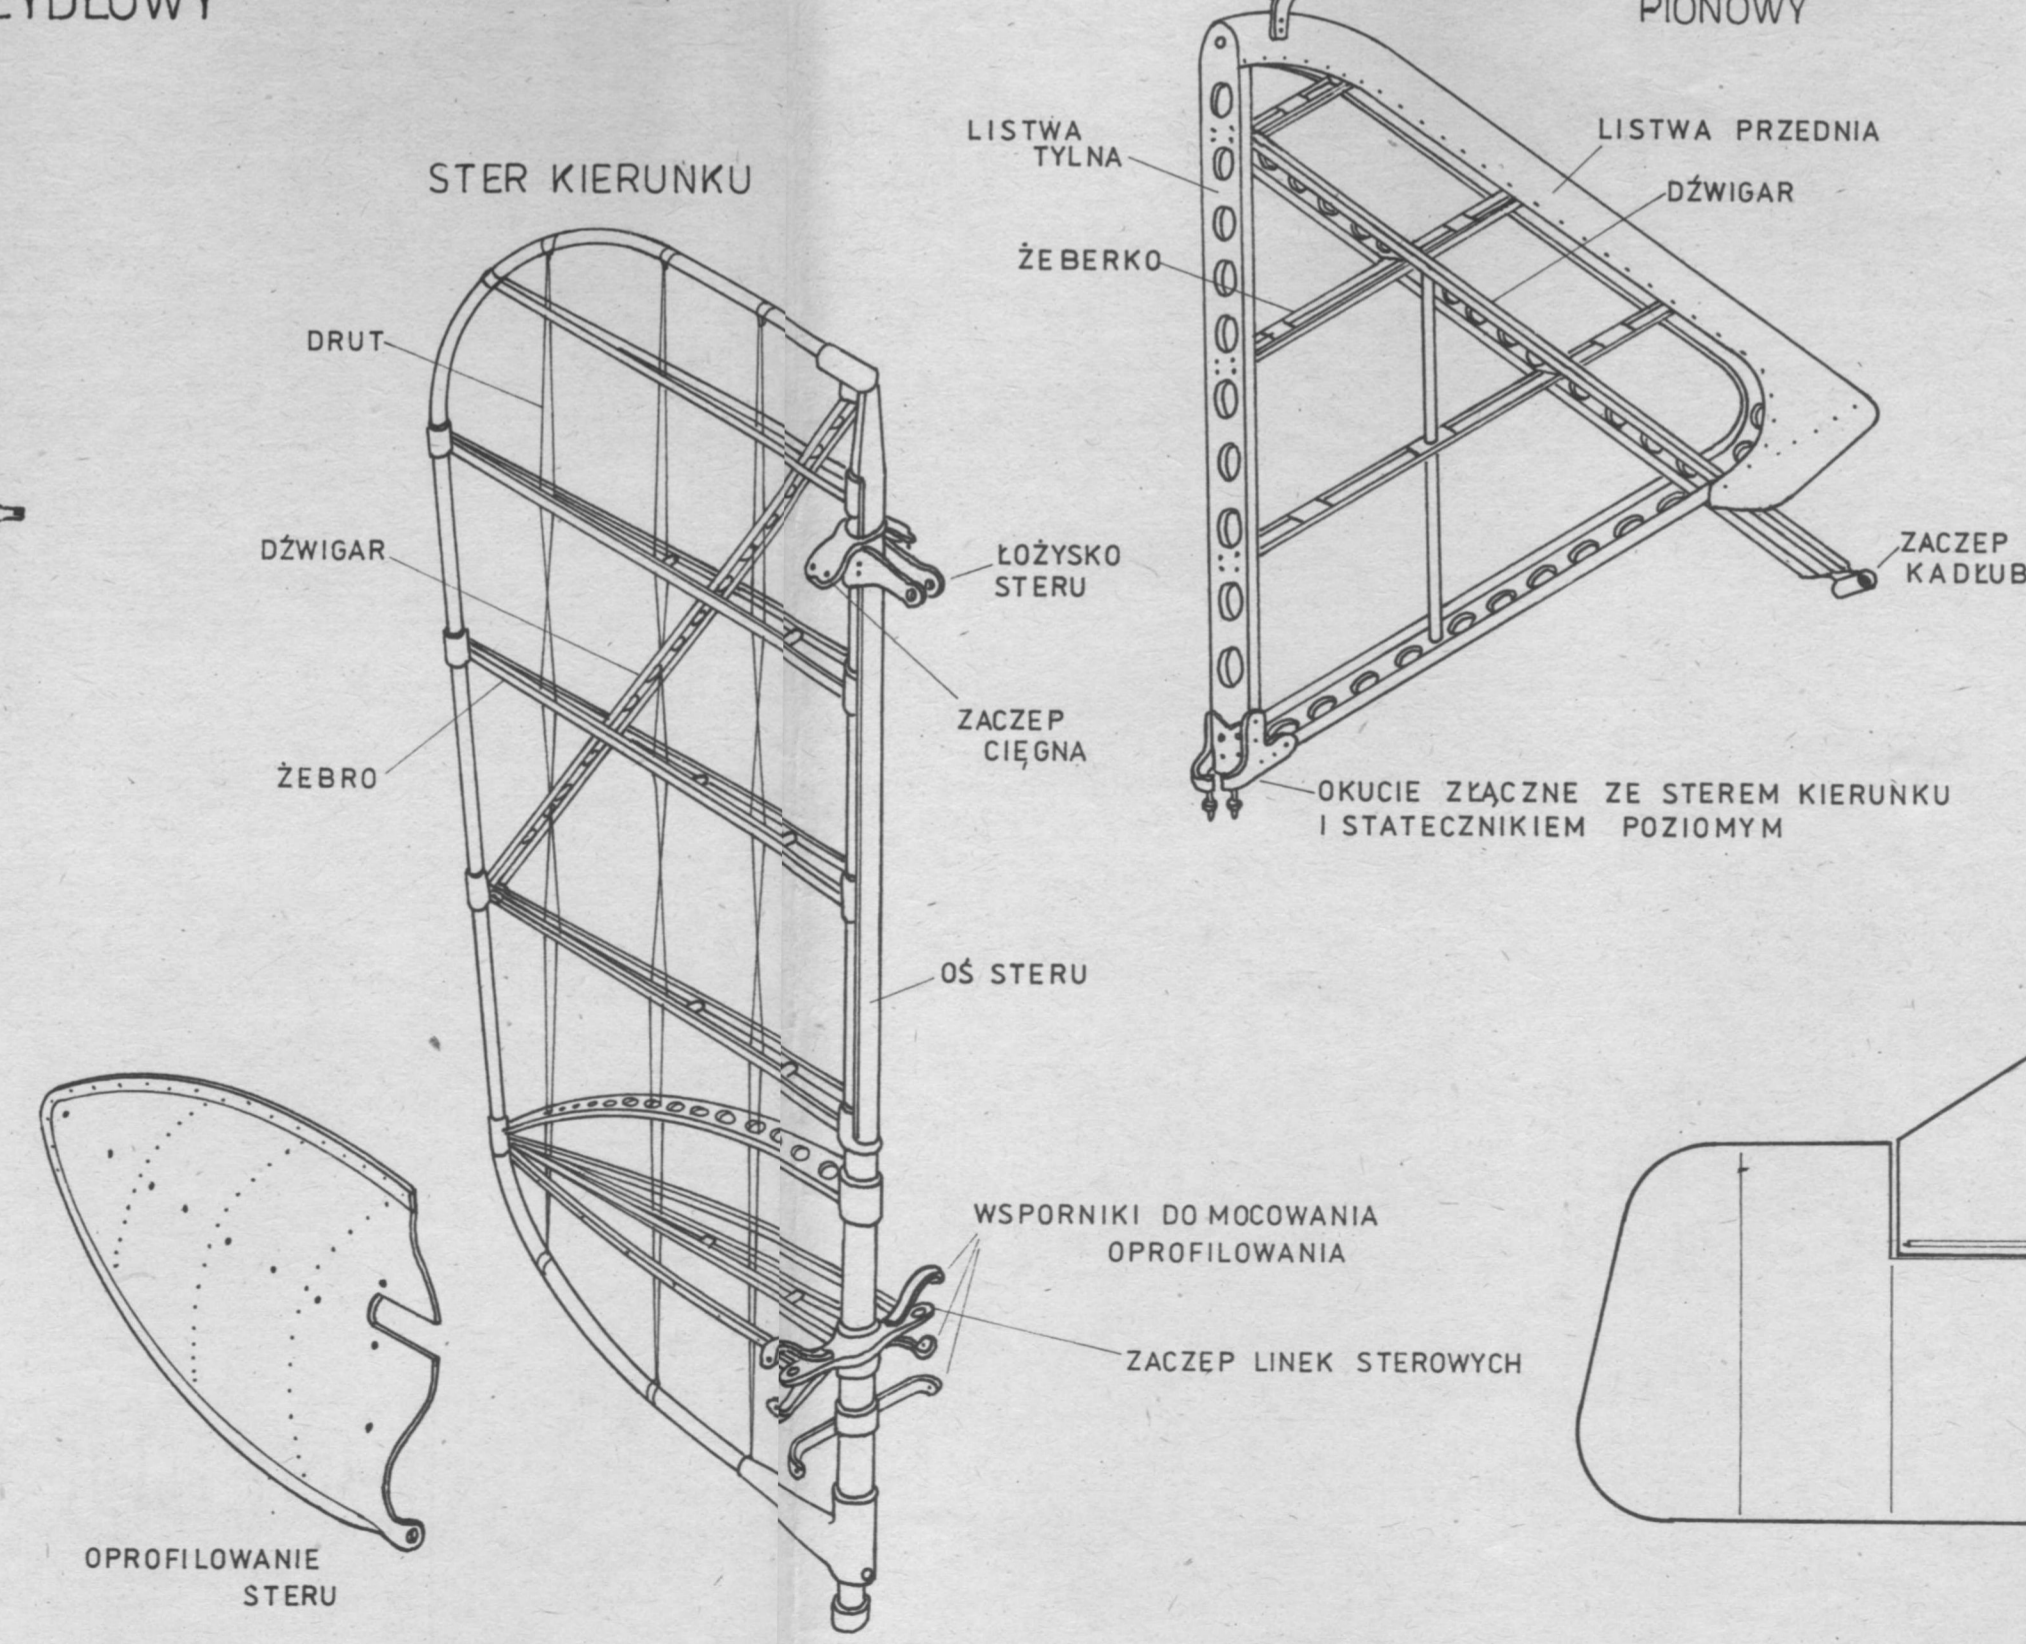 PIONOWY
STER KIERUNKU
LISTWA
TYLNA
LISTWA PRZEDNIA
DŹWIGAR
ŻEBERKO
DRUT
DŹWIGAR
ŁOŻYSKO
STERU
ZACZEP
KADŁUB
ZACZEP
CIĘGNA
ŻEBRO
OKUCIE ZŁĄCZNE ZE STEREM KIERUNKU
I STATECZNIKIEM POZIOMYM
OŚ STERU
WSPORNIKI DO MOCOWANIA
OPROFILOWANIA
ZACZEP LINEK STEROWYCH
OPROFILOWANIE
STERU